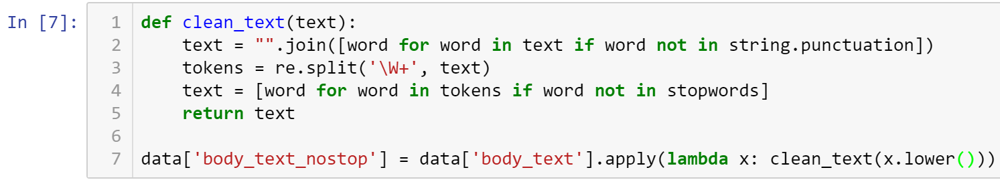 In [7]:
1 def clean_text(text):
2     text = "".join([word for word in text if word not in string.punctuation])
3     tokens = re.split('\W+', text)
4     text = [word for word in tokens if word not in stopwords]
5     return text
6
7 data['body_text_nostop'] = data['body_text'].apply(lambda x: clean_text(x.lower()))